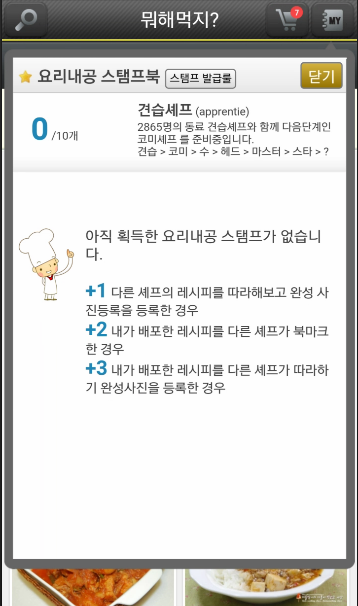 뭐해먹지?
7
MY
요리내공 스탬프북 스탬프 발급룰 닫기
견습셰프 (apprentie)
0 /10개
2865명의 동료 견습셰프와 함께 다음단계인
코미셰프 를 준비중입니다.
견습 > 코미 > 수 > 헤드 > 마스터 > 스타 > ?
아직 획득한 요리내공 스탬프가 없습니
다.
+1 다른 셰프의 레시피를 따라해보고 완성 사
진등록을 등록한 경우
+2 내가 배포한 레시피를 다른 셰프가 북마크
한 경우
+3 내가 배포한 레시피를 다른 셰프가 따라하
기 완성사진을 등록한 경우